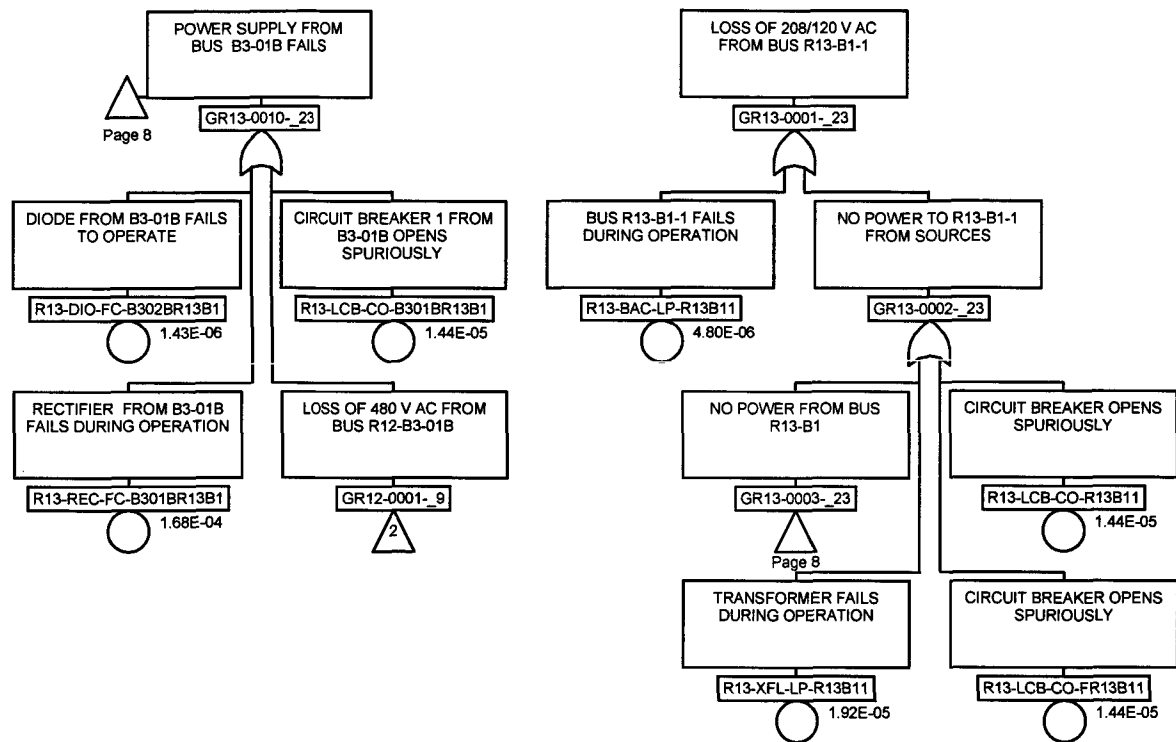 POWER SUPPLY FROM
BUS B3-01B FAILS
Page 8
GR13-0010-_23
DIODE FROM B3-01B FAILS
TO OPERATE
R13-DIO-FC-B302BR13B1
1.43E-06
CIRCUIT BREAKER 1 FROM
B3-01B OPENS
SPURIOUSLY
R13-LCB-CO-B301BR13B1
1.44E-05
RECTIFIER FROM B3-01B
FAILS DURING OPERATION
R13-REC-FC-B301BR13B1
1.68E-04
LOSS OF 480 V AC FROM
BUS R12-B3-01B
GR12-0001-_9
2
LOSS OF 208/120 V AC
FROM BUS R13-B1-1
GR13-0001-_23
BUS R13-B1-1 FAILS
DURING OPERATION
R13-BAC-LP-R13B11
4.80E-06
NO POWER TO R13-B1-1
FROM SOURCES
GR13-0002-_23
NO POWER FROM BUS
R13-B1
GR13-0003-_23
Page 8
CIRCUIT BREAKER OPENS
SPURIOUSLY
R13-LCB-CO-R13B11
1.44E-05
TRANSFORMER FAILS
DURING OPERATION
R13-XFL-LP-R13B11
1.92E-05
CIRCUIT BREAKER OPENS
SPURIOUSLY
R13-LCB-CO-FR13B11
1.44E-05